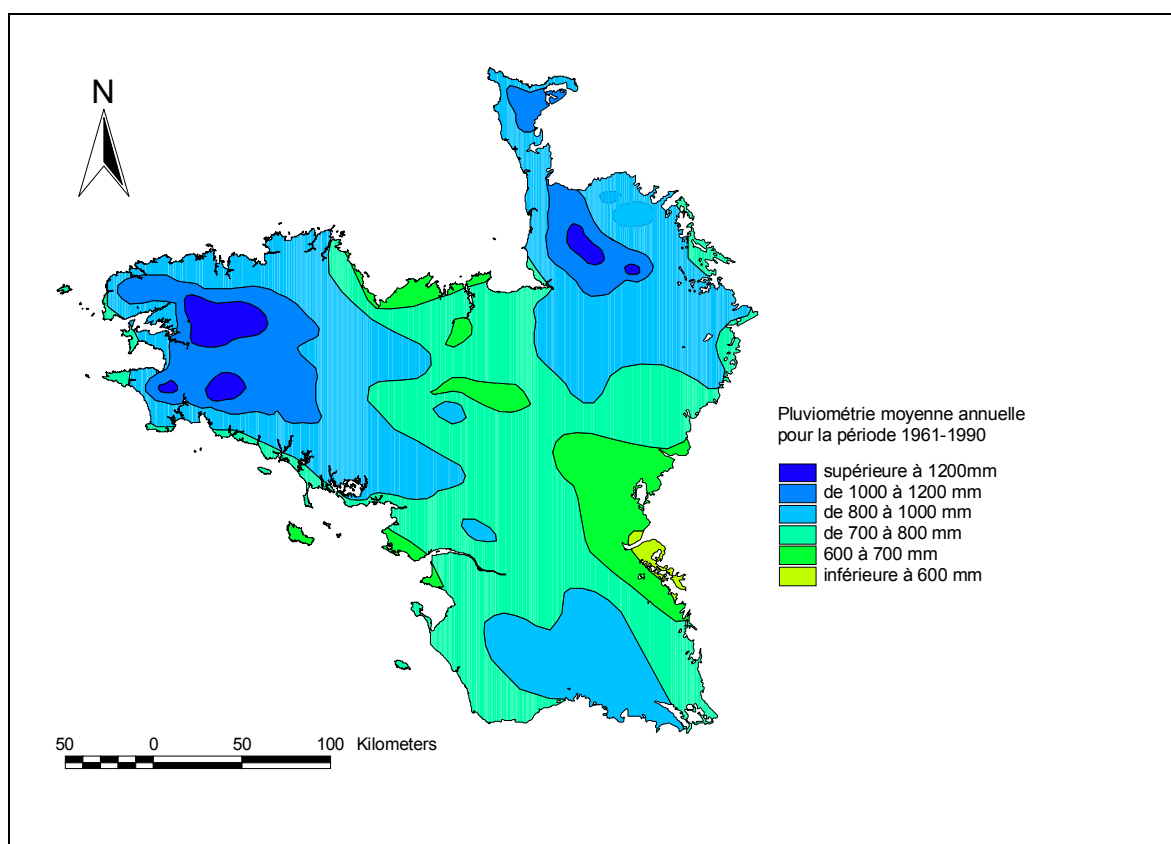 N
Pluviométrie moyenne annuelle
pour la période 1961-1990
supérieure à 1200mm
de 1000 à 1200 mm
de 800 à 1000 mm
de 700 à 800 mm
600 à 700 mm
inférieure à 600 mm
50 0 50 100 Kilometers